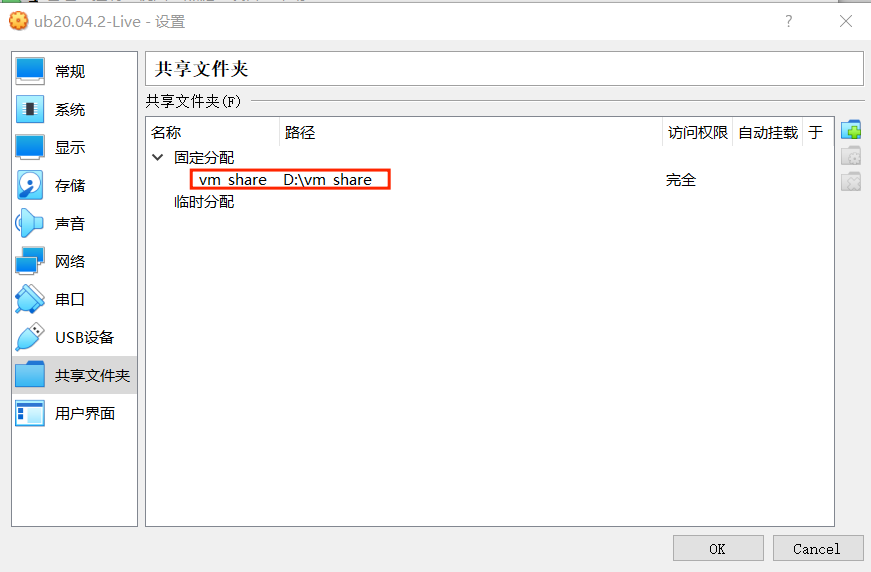 ub20.04.2-Live - 设置
?
常规
系统
显示
存储
声音
网络
串口
USB设备
共享文件夹
用户界面
共享文件夹
共享文件夹(F)
名称 路径 访问权限 自动挂载 于
固定分配
vm_share D:\vm_share 完全
临时分配
OK Cancel